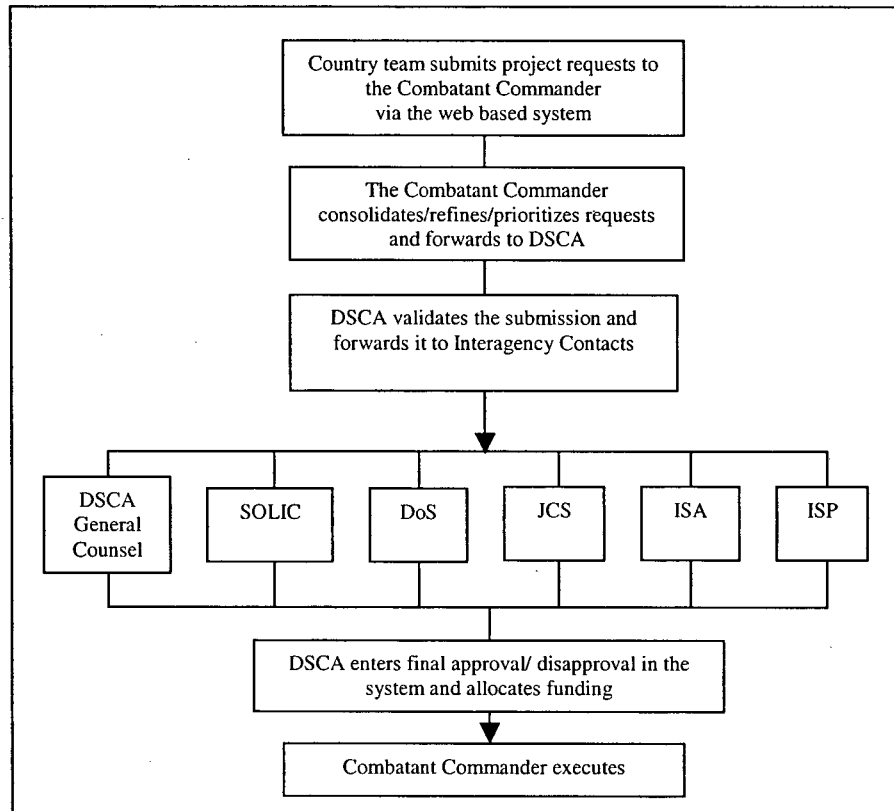 Country team submits project requests to
the Combatant Commander
via the web based system
The Combatant Commander
consolidates/refines/prioritizes requests
and forwards to DSCA
DSCA validates the submission and
forwards it to Interagency Contacts
DSCA
General
Counsel
SOLIC
DoS
JCS
ISA
ISP
DSCA enters final approval/ disapproval in the
system and allocates funding
Combatant Commander executes